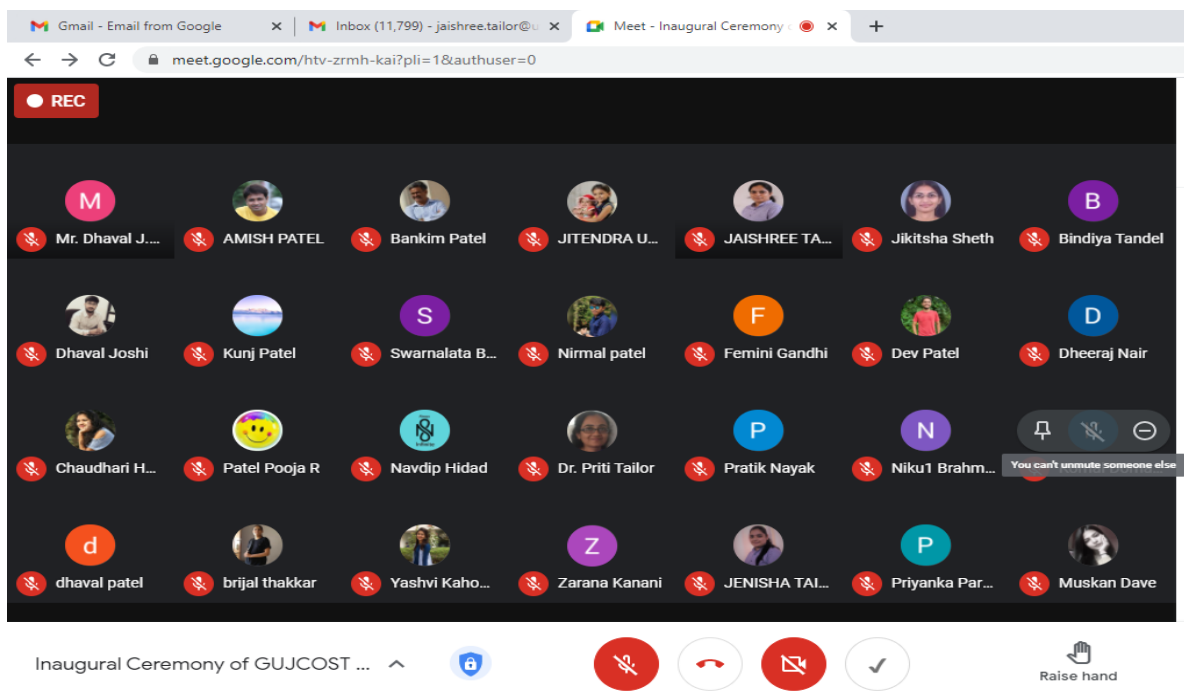 Gmail - Email from Google
Inbox (11,799) - jaishree.tailor@u
Meet - Inaugural Ceremony
meet.google.com/htv-zrmh-kai?pli=1&authuser=0
REC
M B
Mr. Dhaval J.... AMISH PATEL Bankim Patel JITENDRA U... JAISHREE TA... Jikitsha Sheth Bindiya Tandel
S F D
Dhaval Joshi Kunj Patel Swarnalata B... Nirmal patel Femini Gandhi Dev Patel Dheeraj Nair
P N
Chaudhari H... Patel Pooja R Navdip Hidad Dr. Priti Tailor Pratik Nayak Niku1 Brahm... You can't unmute someone else
d Z P
dhaval patel brijal thakkar Yashvi Kaho... Zarana Kanani JENISHA TAI... Priyanka Par... Muskan Dave
Inaugural Ceremony of GUJCOST ...
Raise hand